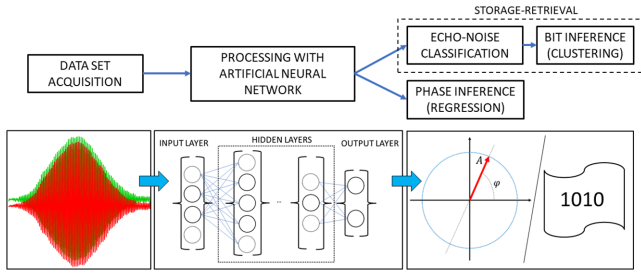 STORAGE-RETRIEVAL
DATA SET
ACQUISITION
PROCESSING WITH
ARTIFICIAL NEURAL
NETWORK
ECHO-NOISE
CLASSIFICATION
BIT INFERENCE
(CLUSTERING)
PHASE INFERENCE
(REGRESSION)
INPUT LAYER
HIDDEN LAYERS
OUTPUT LAYER
...
A
φ
1010